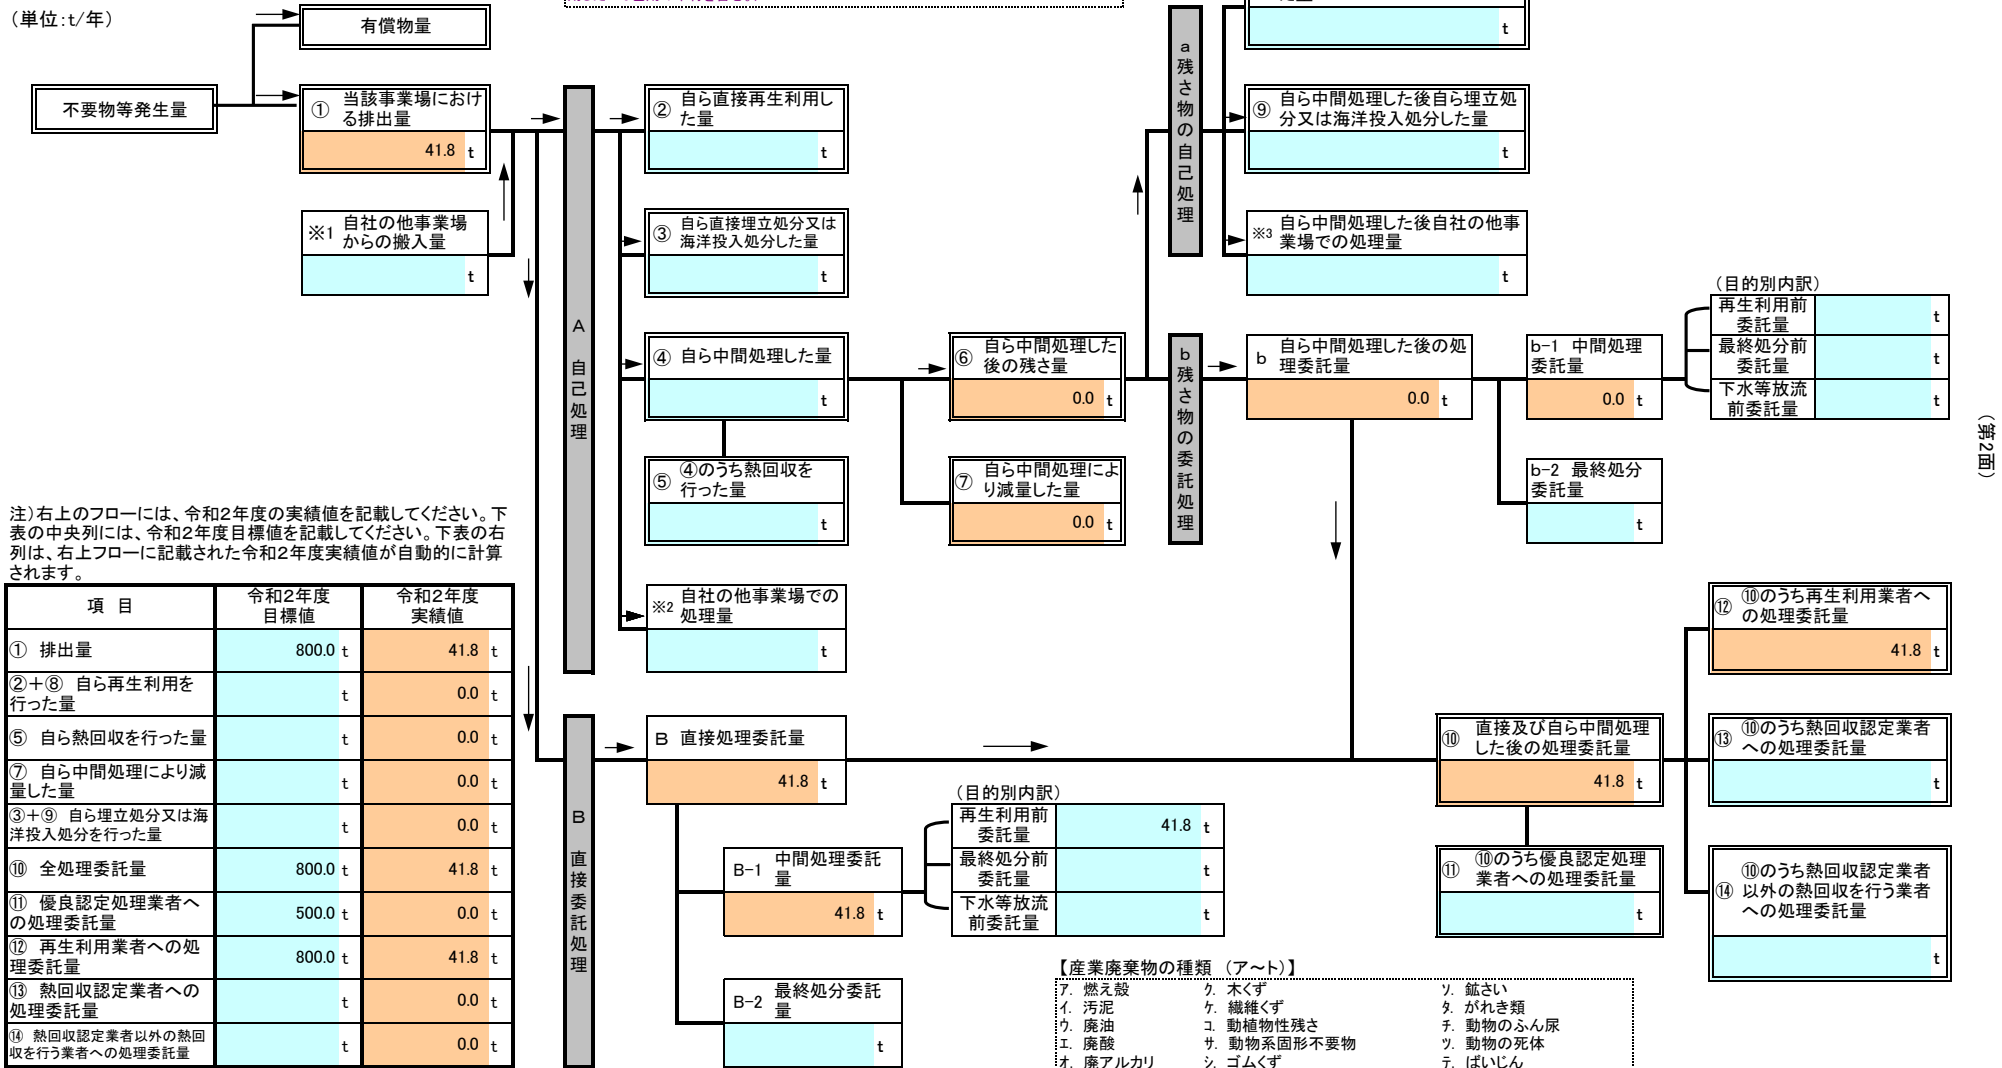 （単位:t/年）
有償物量
不要物等発生量
① 当該事業場におけ
る排出量
41.8 t
※1 自社の他事業場
からの搬入量
t
A 自己処理
② 自ら直接再生利用し
た量
t
③ 自ら直接埋立処分又は
海洋投入処分した量
t
④ 自ら中間処理した量
t
⑤ ④のうち熱回収を
行った量
t
※2 自社の他事業場での
処理量
t
⑥ 自ら中間処理した
後の残さ量
0.0 t
⑦ 自ら中間処理によ
り減量した量
0.0 t
a 残さ物の自己処理
t
⑨ 自ら中間処理した後自ら埋立処
分又は海洋投入処分した量
t
※3 自ら中間処理した後自社の他事
業場での処理量
t
b 残さ物の委託処理
b 自ら中間処理した後の処
理委託量
0.0 t
b-1 中間処理
委託量
0.0 t
b-2 最終処分
委託量
t
（目的別内訳）
再生利用前
委託量 t
最終処分前
委託量 t
下水等放流
前委託量 t
（第2面）
注）右上のフローには、令和2年度の実績値を記載してください。下
表の中央列には、令和2年度目標値を記載してください。下表の右
列は、右上フローに記載された令和2年度実績値が自動的に計算
されます。
項 目 令和2年度 目標値 令和2年度 実績値
① 排出量 800.0 t 41.8 t
②＋⑧ 自ら再生利用を
行った量 t 0.0 t
⑤ 自ら熱回収を行った量 t 0.0 t
⑦ 自ら中間処理により減
量した量 t 0.0 t
③＋⑨ 自ら埋立処分又は海
洋投入処分を行った量 t 0.0 t
⑩ 全処理委託量 800.0 t 41.8 t
⑪ 優良認定処理業者へ
の処理委託量 500.0 t 0.0 t
⑫ 再生利用業者への処
理委託量 800.0 t 41.8 t
⑬ 熱回収認定業者への
処理委託量 t 0.0 t
⑭ 熱回収認定業者以外の熱回
収を行う業者への処理委託量 t 0.0 t
B 直接委託処理
B 直接処理委託量
41.8 t
B-1 中間処理委託
量
41.8 t
B-2 最終処分委託
量
t
（目的別内訳）
再生利用前
委託量 41.8 t
最終処分前
委託量 t
下水等放流
前委託量 t
⑩ 直接及び自ら中間処理
した後の処理委託量
41.8 t
⑪ ⑩のうち優良認定処理
業者への処理委託量
t
⑫ ⑩のうち再生利用業者へ
の処理委託量
41.8 t
⑬ ⑩のうち熱回収認定業者
への処理委託量
t
⑭ ⑩のうち熱回収認定業者
以外の熱回収を行う業者
への処理委託量
t
【産業廃棄物の種類 （ア～ト）】
ア. 燃え殻 ク. 木くず ソ. 鉱さい
イ. 汚泥 ケ. 繊維くず タ. がれき類
ウ. 廃油 コ. 動植物性残さ チ. 動物のふん尿
エ. 廃酸 サ. 動物系固形不要物 ツ. 動物の死体
オ. 廃アルカリ シ. ゴムくず テ. ばいじん